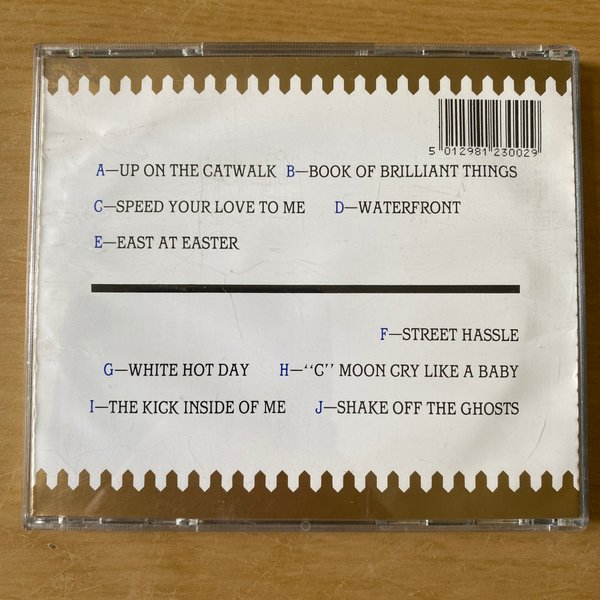 5 012981 230029
A—UP ON THE CATWALK B—BOOK OF BRILLIANT THINGS
C—SPEED YOUR LOVE TO ME D—WATERFRONT
E—EAST AT EASTER
F—STREET HASSLE
G—WHITE HOT DAY H—"C" MOON CRY LIKE A BABY
I—THE KICK INSIDE OF ME J—SHAKE OFF THE GHOSTS